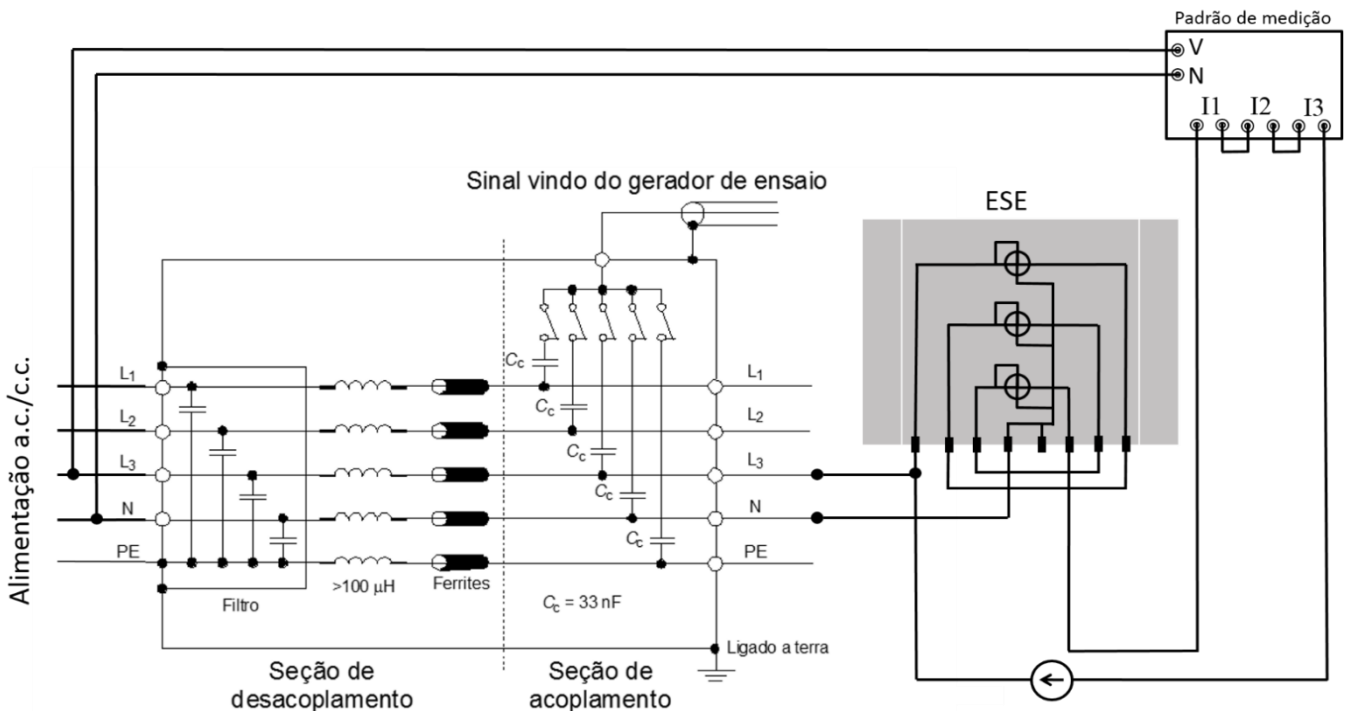 Padrão de medição
V
N
I1 I2 I3
Sinal vindo do gerador de ensaio
ESE
Alimentação a.c./c.c.
L1
L2
L3
N
PE
Cc
Cc
Cc
Cc
Cc
L1
L2
L3
N
PE
Filtro
>100 µH
Ferrites
Cc = 33 nF
Ligado a terra
Seção de
desacoplamento
Seção de
acoplamento